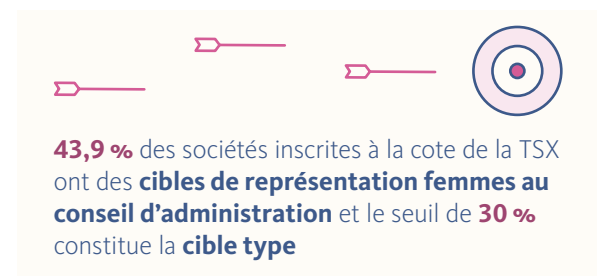 43,9 % des sociétés inscrites à la cote de la TSX
ont des cibles de représentation femmes au
conseil d’administration et le seuil de 30 %
constitue la cible type